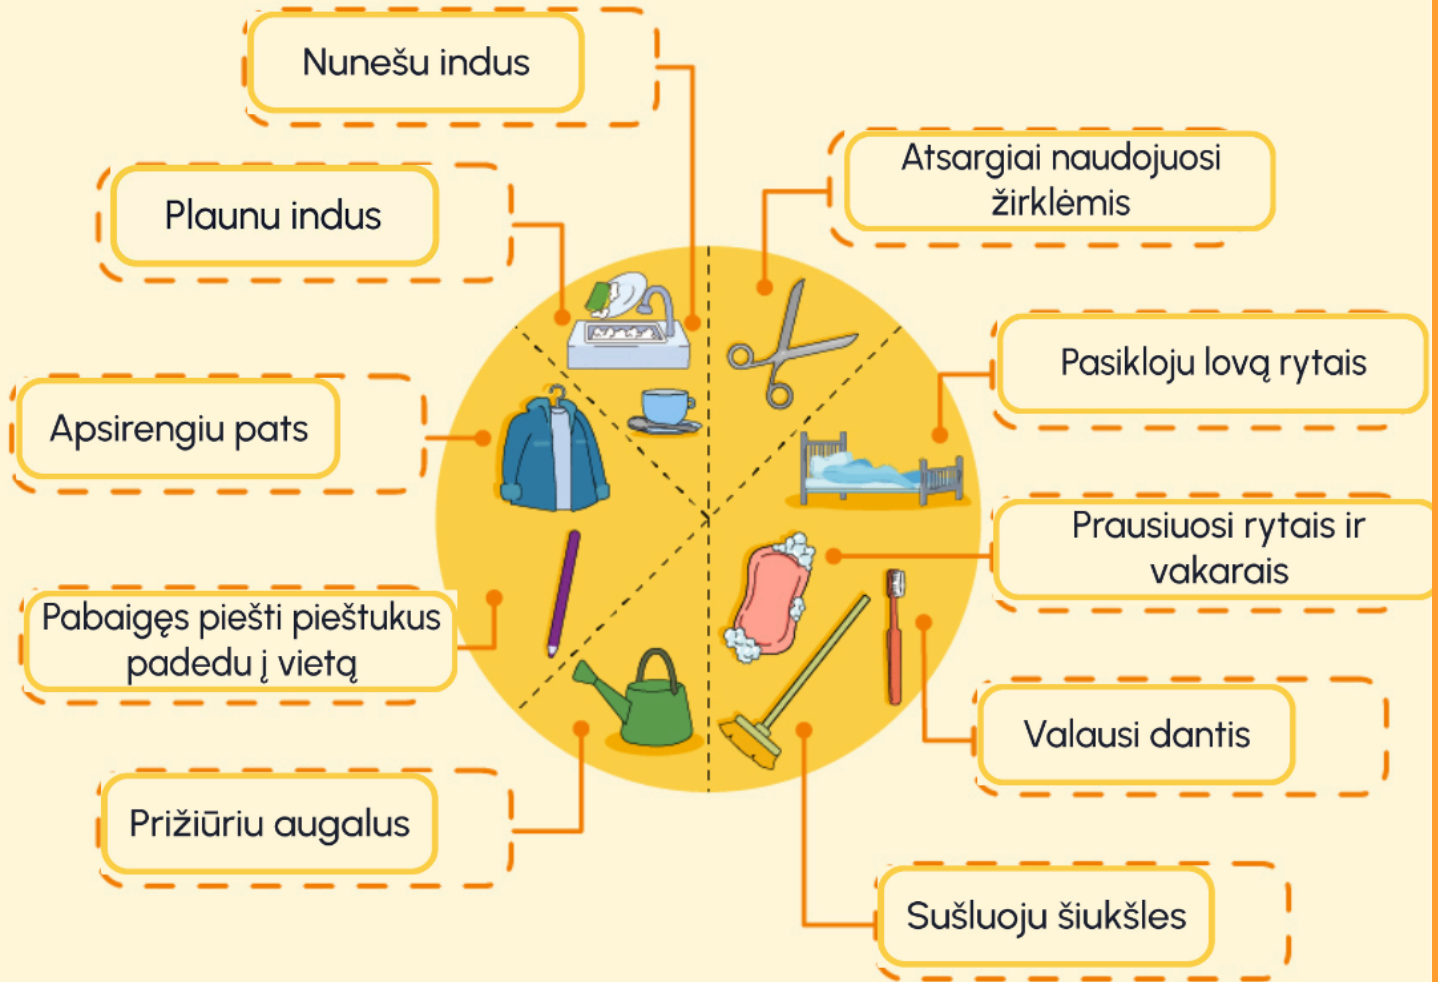 Nunešu indus
Atsargiai naudojuosi
žirklėmis
Plaunu indus
Pasikloju lovą rytais
Apsirengiu pats
Prausiuosi rytais ir
vakarais
Pabaigęs piešti pieštukus
padedu į vietą
Valausi dantis
Prižiūriu augalus
Sušluoju šiukšles